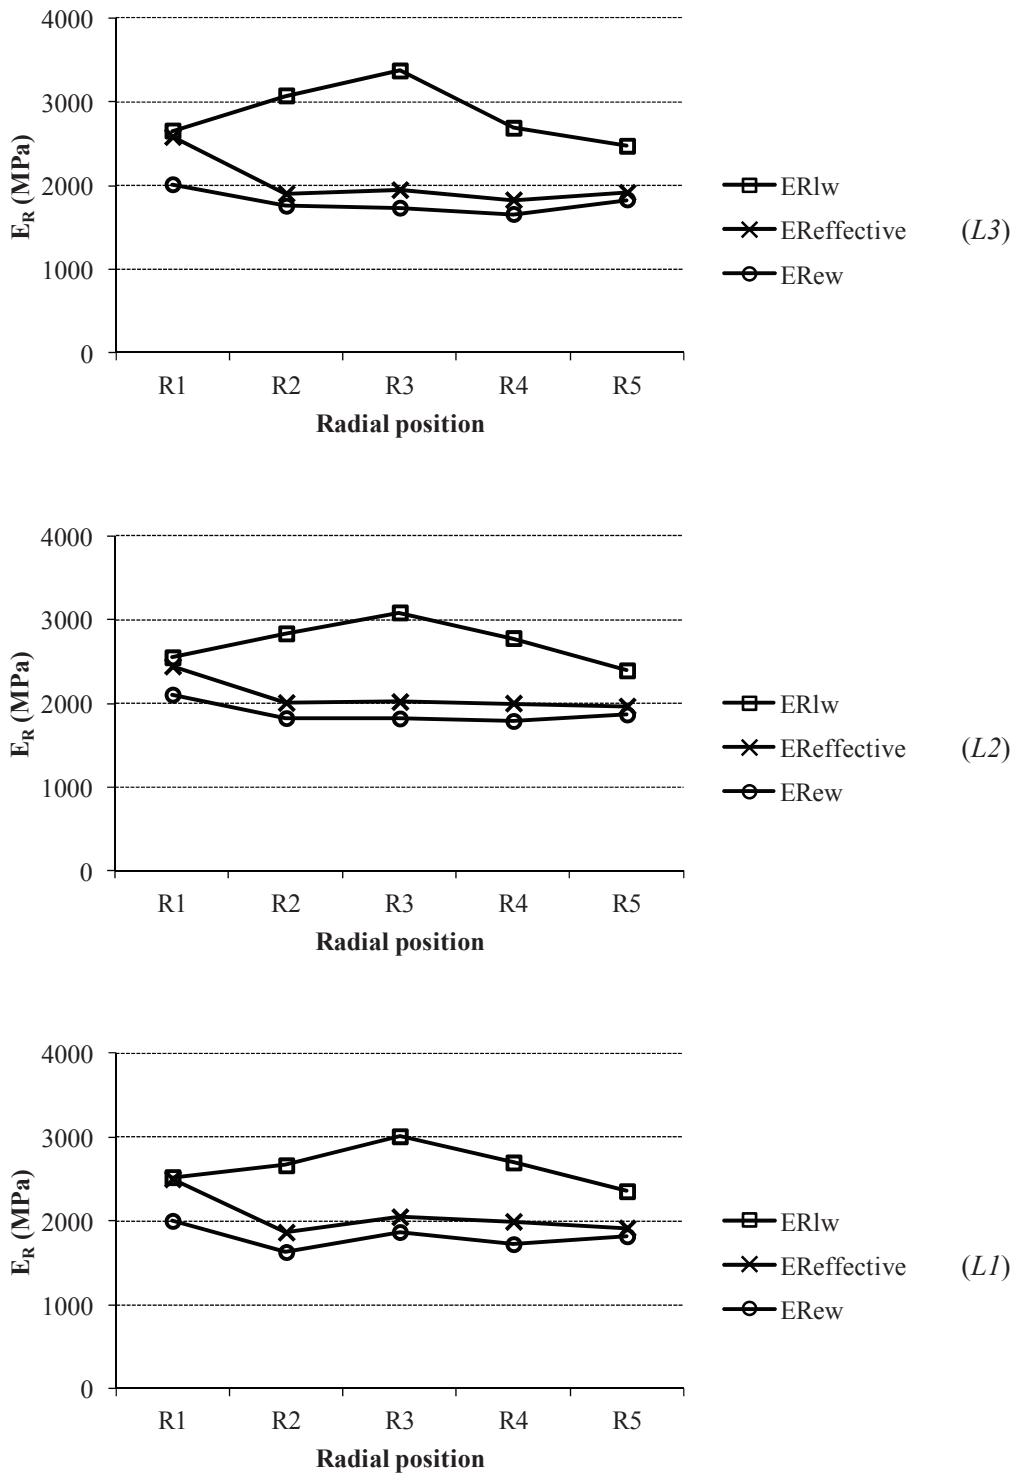 4000
3000
2000
1000
0
E_R (MPa)
R1 R2 R3 R4 R5
Radial position
ERlw
EReffective (L3)
ERew
4000
3000
2000
1000
0
E_R (MPa)
R1 R2 R3 R4 R5
Radial position
ERlw
EReffective (L2)
ERew
4000
3000
2000
1000
0
E_R (MPa)
R1 R2 R3 R4 R5
Radial position
ERlw
EReffective (L1)
ERew